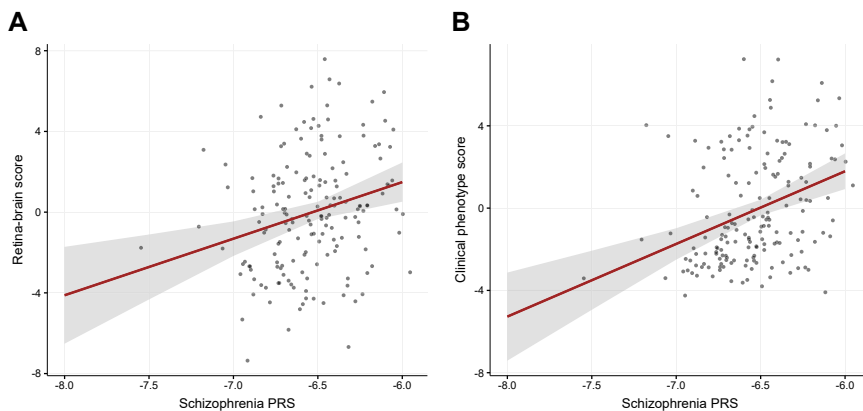 A
B
Retina-brain score
8
4
0
-4
-8
-8.0 -7.5 -7.0 -6.5 -6.0
Schizophrenia PRS
Clinical phenotype score
4
0
-4
-8
-8.0 -7.5 -7.0 -6.5 -6.0
Schizophrenia PRS